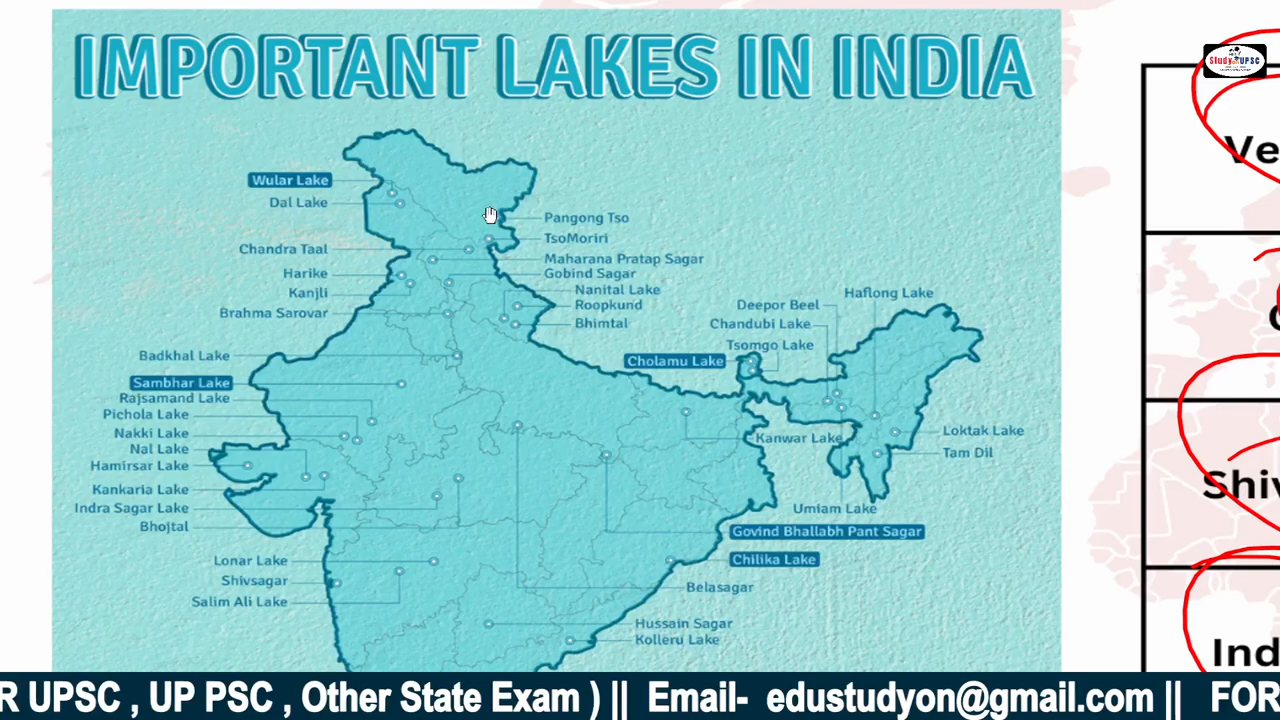 IMPORTANT LAKES IN INDIA
Study on UPSC
Ve
Wular Lake
Dal Lake
Pangong Tso
TsoMoriri
Chandra Taal
Maharana Pratap Sagar
Harike
Gobind Sagar
Kanjli
Nanital Lake
Brahma Sarovar
Roopkund
Bhimtal
Haflong Lake
Deepor Beel
Chandubi Lake
Tsomgo Lake
Cholamu Lake
Badkhal Lake
Sambhar Lake
Rajsamand Lake
Pichola Lake
Nakki Lake
Nal Lake
Hamirsar Lake
Kankaria Lake
Indra Sagar Lake
Bhojtal
Kanwar Lake
Loktak Lake
Tam Dil
Umiam Lake
Shiv
Govind Bhallabh Pant Sagar
Chilika Lake
Lonar Lake
Shivsagar
Salim Ali Lake
Belasagar
Hussain Sagar
Kolleru Lake
Ind
R UPSC , UP PSC , Other State Exam ) || Email- edustudyon@gmail.com || FOR